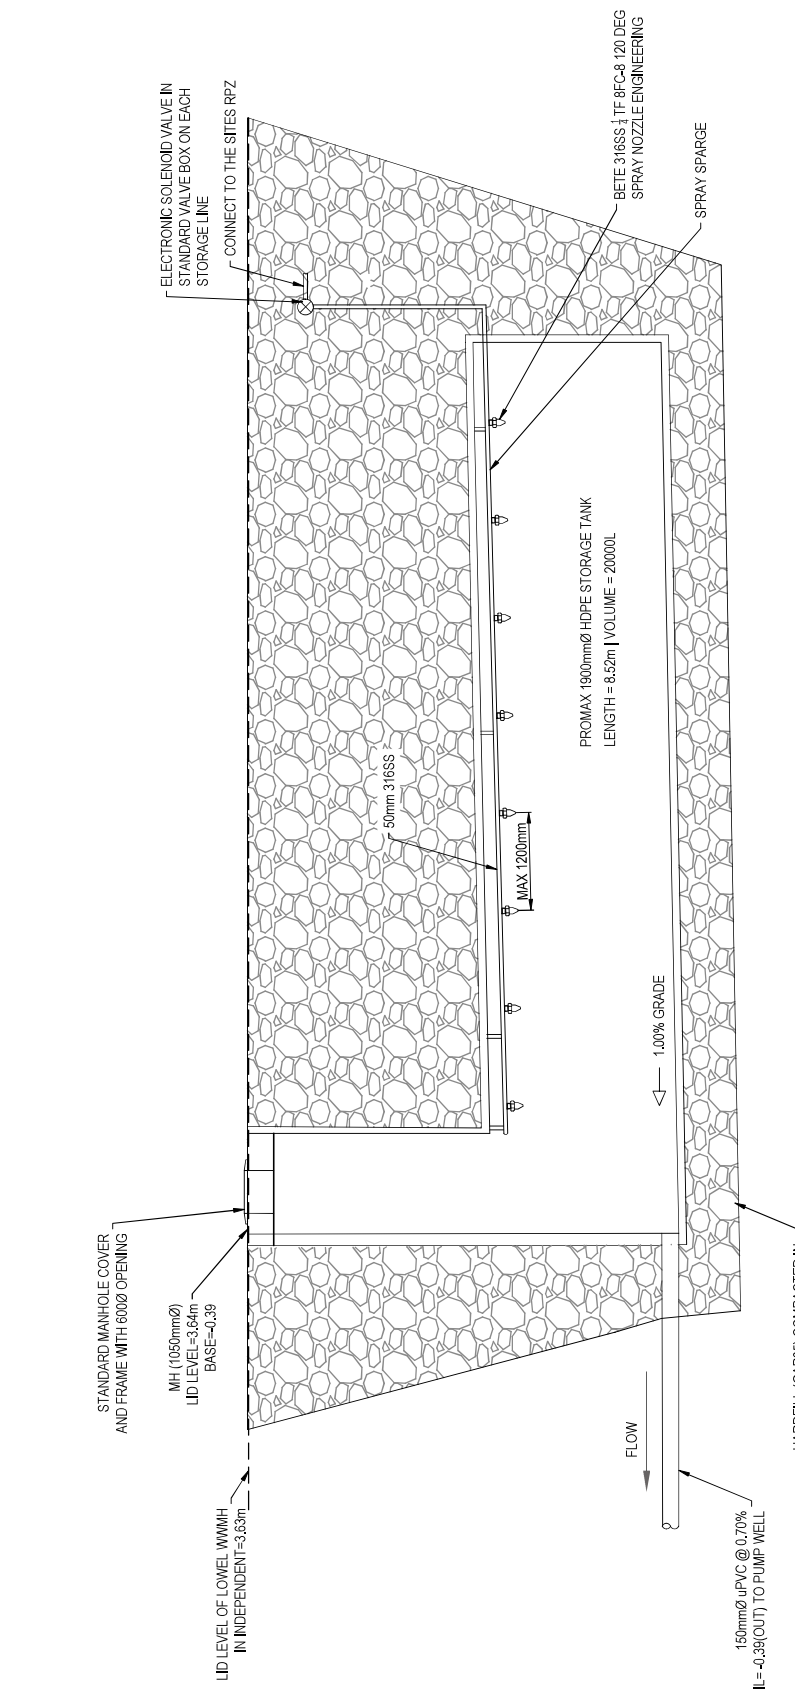 ELECTRONIC SOLENOID VALVE IN
STANDARD VALVE BOX ON EACH
STORAGE LINE
CONNECT TO THE SITES RPZ
BETE 316SS ¼ TF 8FC-8 120 DEG
SPRAY NOZZLE ENGINEERING
SPRAY SPARGE
PROMAX 1900mmØ HDPE STORAGE TANK
LENGTH = 8.52m | VOLUME = 20000L
50mm 316SS
MAX 1200mm
1.00% GRADE
STANDARD MANHOLE COVER
AND FRAME WITH 600Ø OPENING
MH (1050mmØ)
LID LEVEL=3.64m
BASE=-0.39
FLOW
LID LEVEL OF LOWEL WWMH
IN INDEPENDENT=3.63m
150mmØ uPVC @ 0.70%
IL= -0.39(OUT) TO PUMP WELL